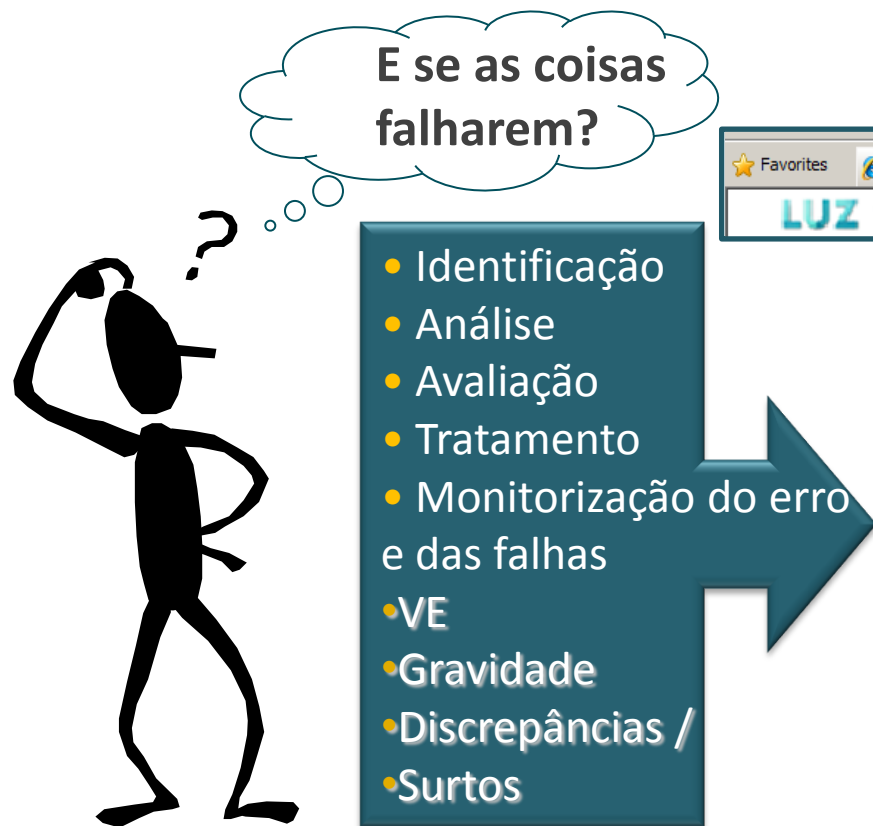 E se as coisas
falharem?
?
Favorites
LUZ
• Identificação
• Análise
• Avaliação
• Tratamento
• Monitorização do erro
e das falhas
•VE
•Gravidade
•Discrepâncias /
•Surtos